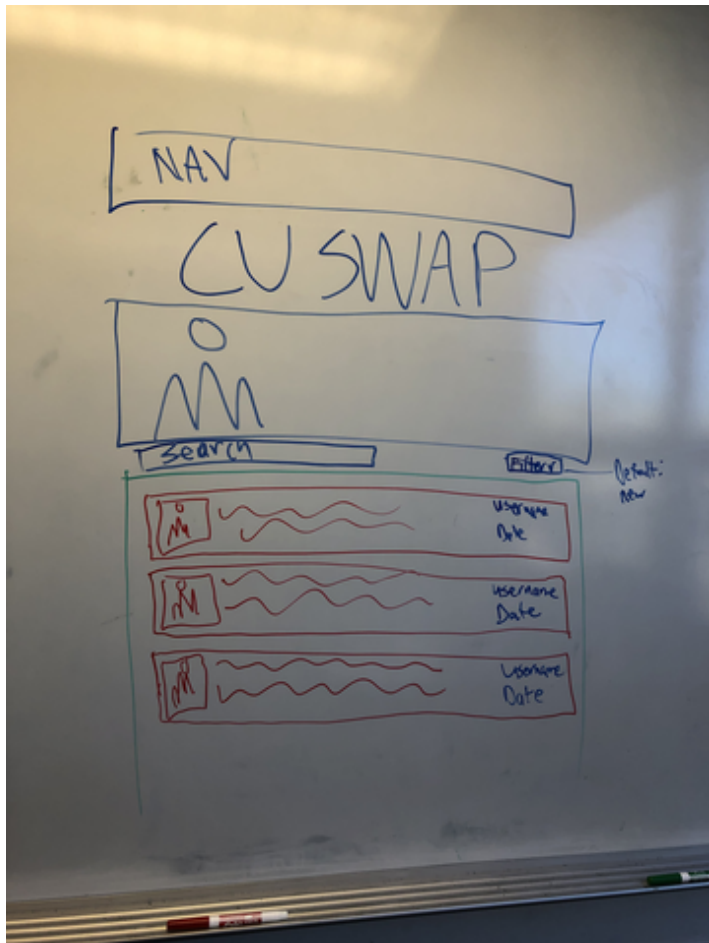 NAV
CU SWAP
Search
Filter
Default:
new
Username
Date
username
Date
Username
Date